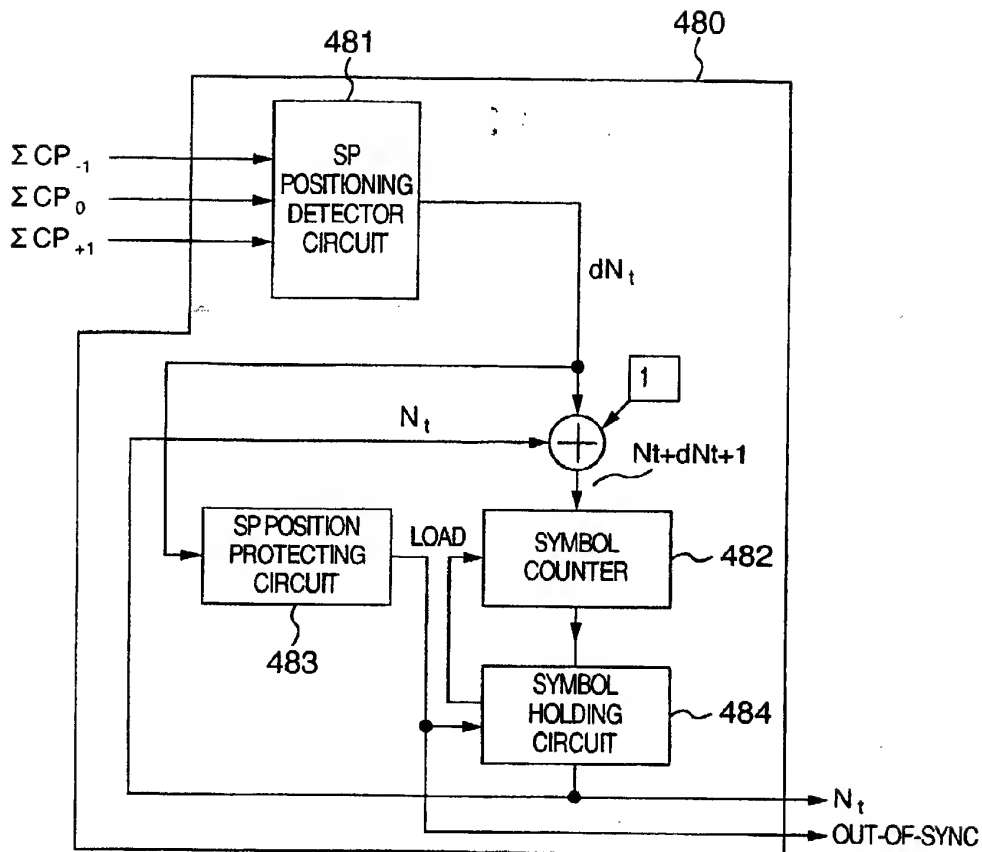 481
480
ΣCP-1
ΣCP0
ΣCP+1
SP
POSITIONING
DETECTOR
CIRCUIT
dNt
1
Nt
Nt+dNt+1
SP POSITION
PROTECTING
CIRCUIT
LOAD
SYMBOL
COUNTER
482
483
SYMBOL
HOLDING
CIRCUIT
484
Nt
OUT-OF-SYNC